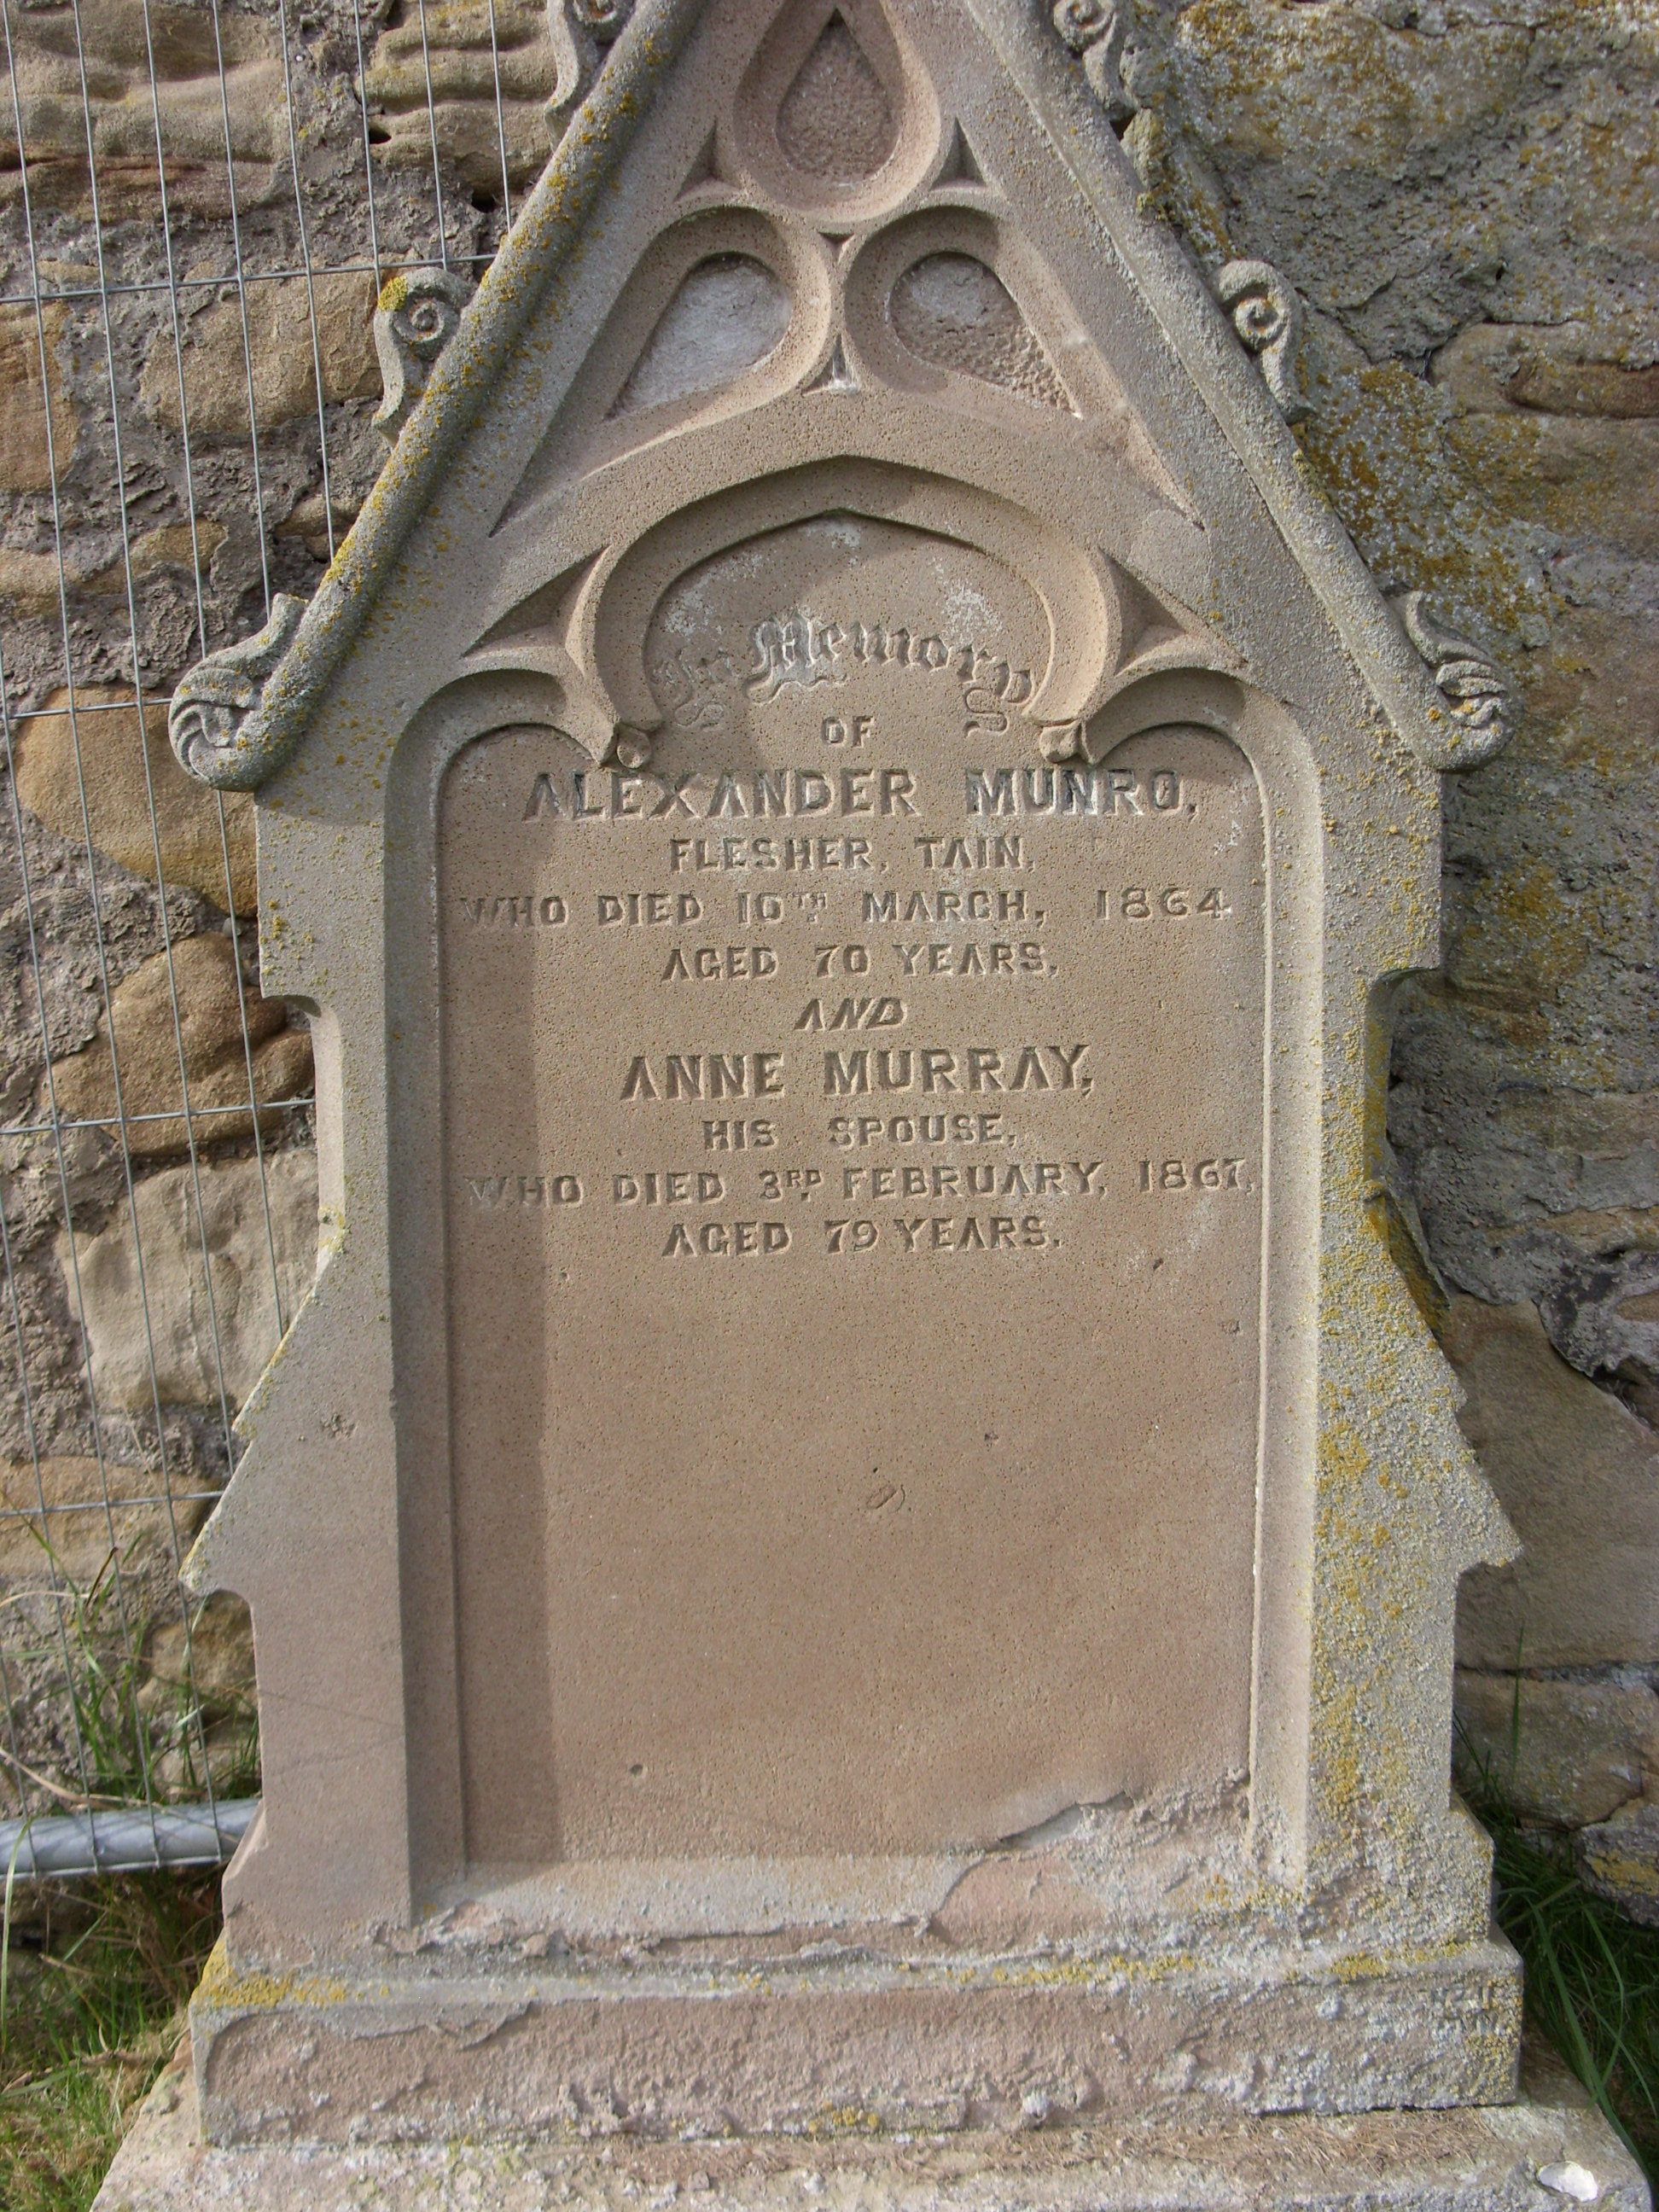 In Memory
OF
ALEXANDER MUNRO,
FLESHER, TAIN,
WHO DIED 10TH MARCH, 1864
AGED 70 YEARS,
AND
ANNE MURRAY,
HIS SPOUSE,
WHO DIED 3RD FEBRUARY, 1867,
AGED 79 YEARS.